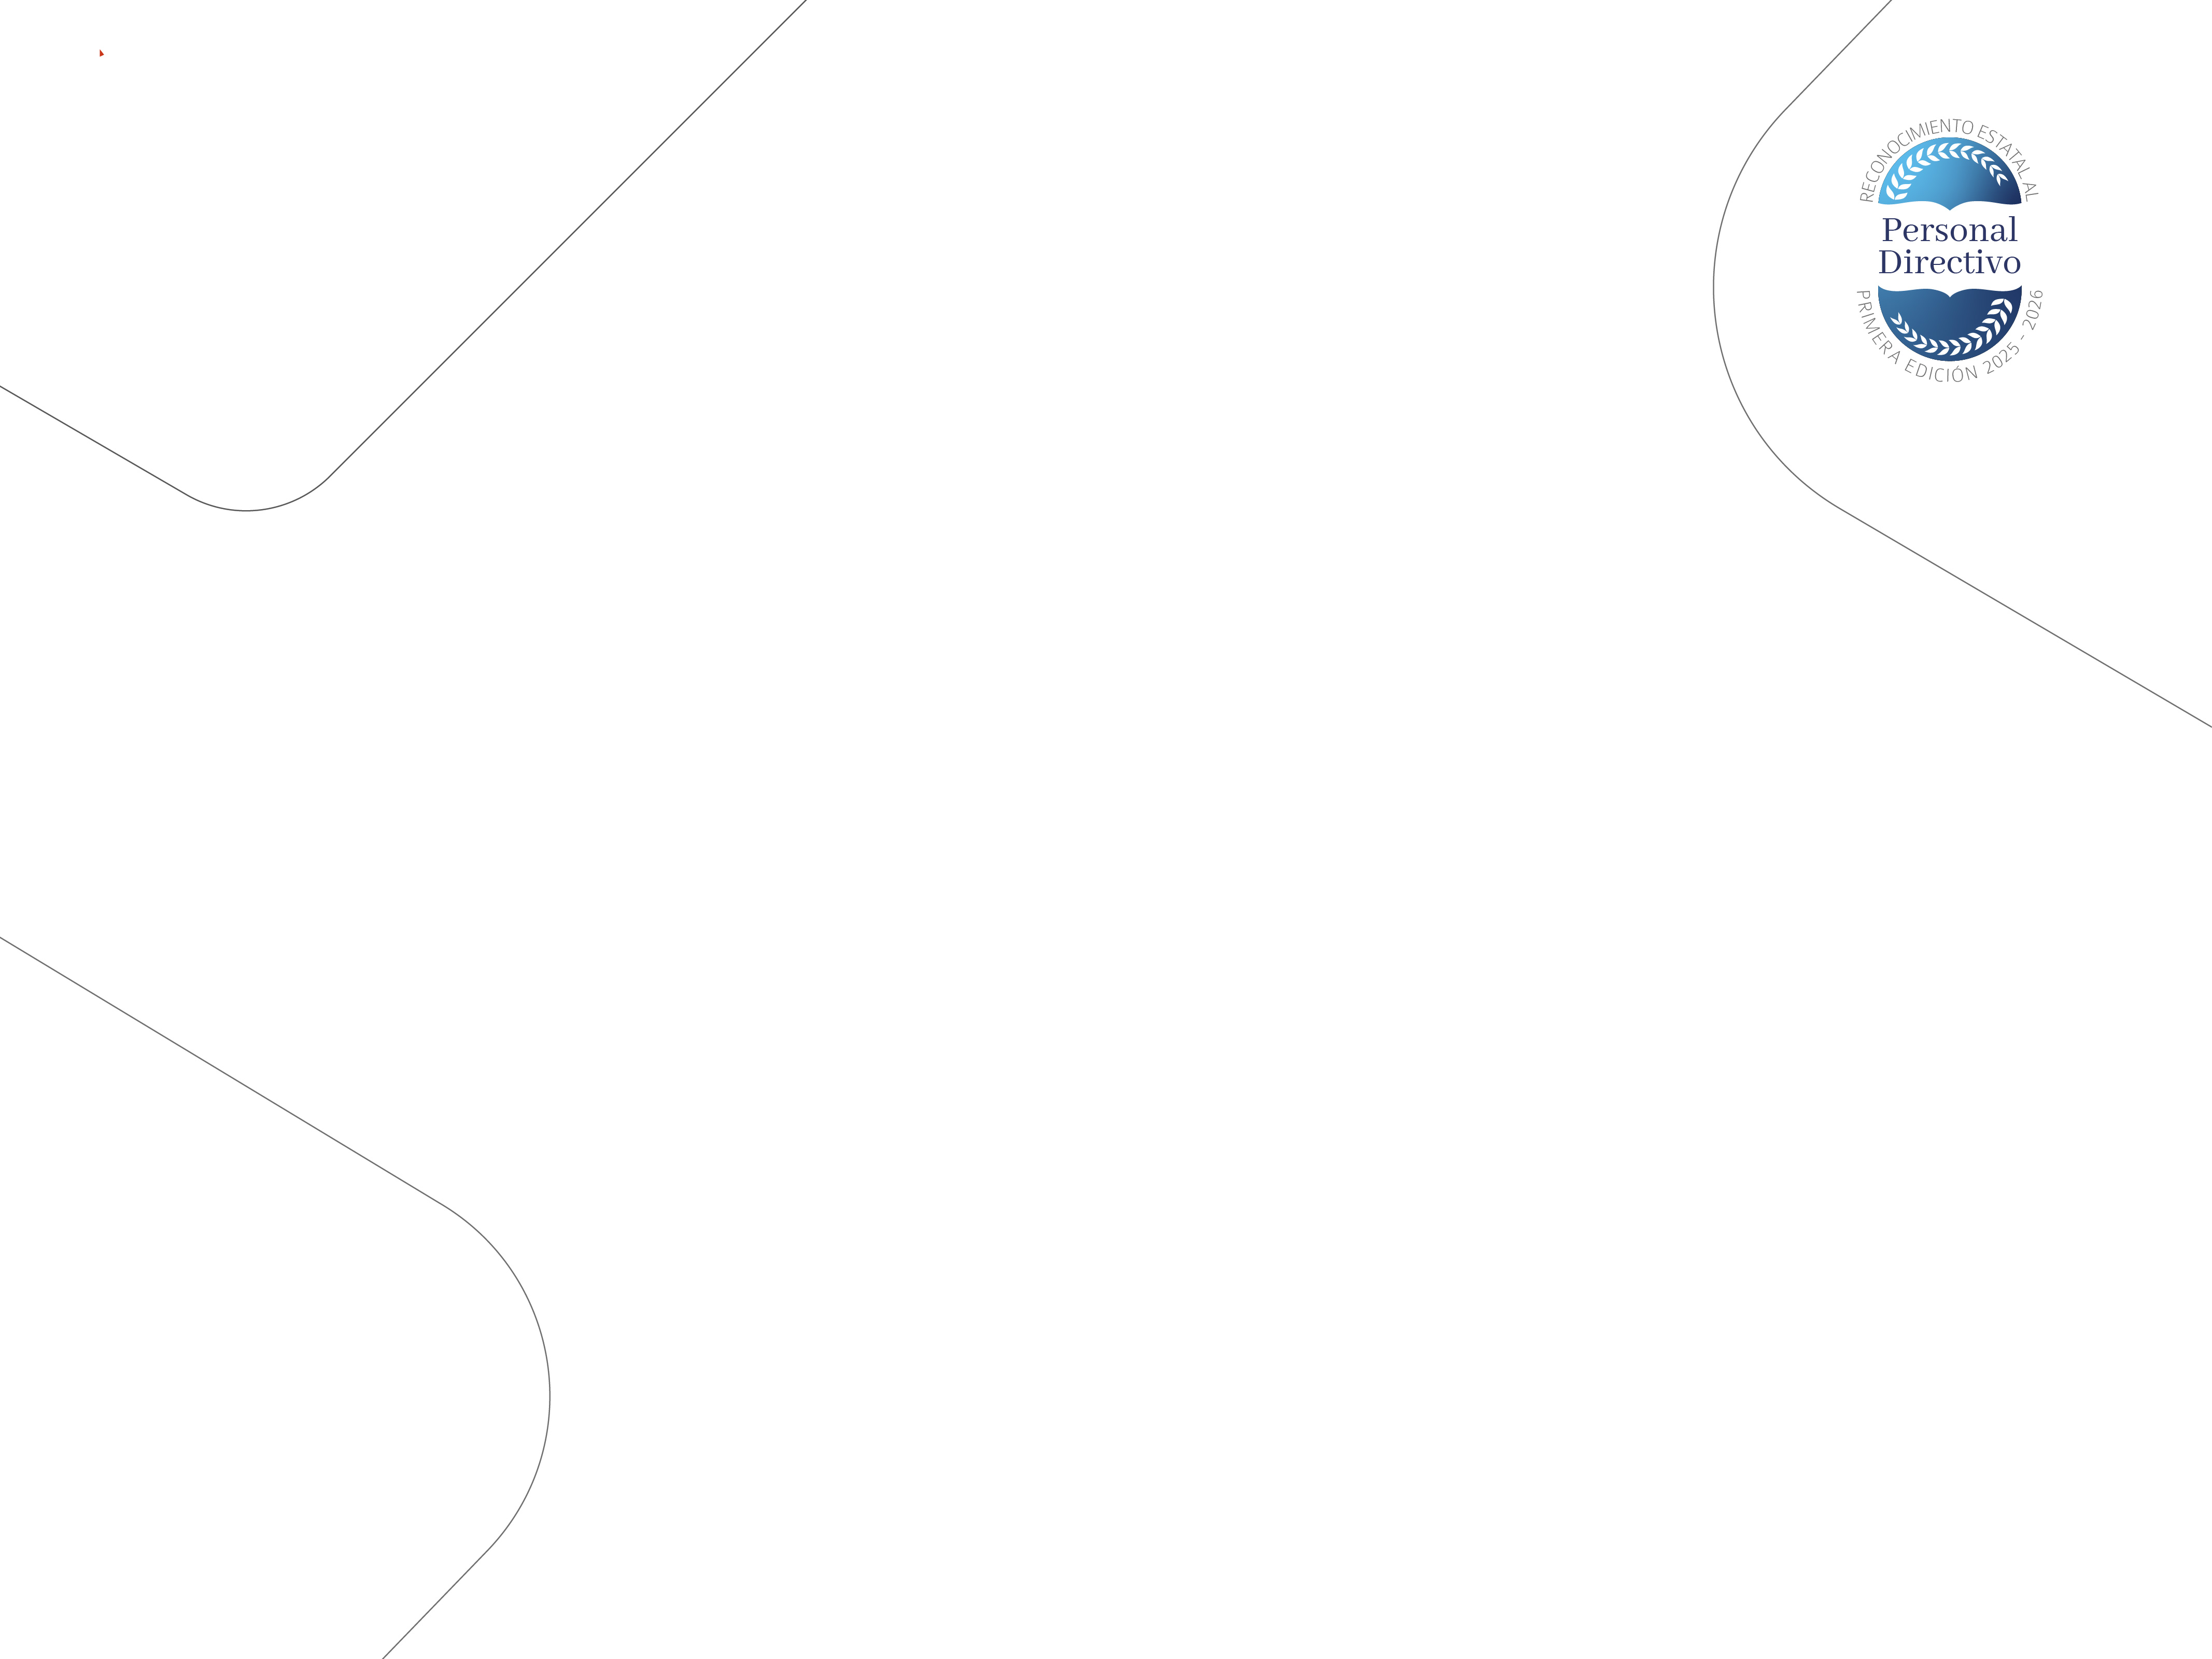 RECONOCIMIENTO ESTATAL AL
Personal
Directivo
PRIMERA EDICIÓN 2025 - 2026